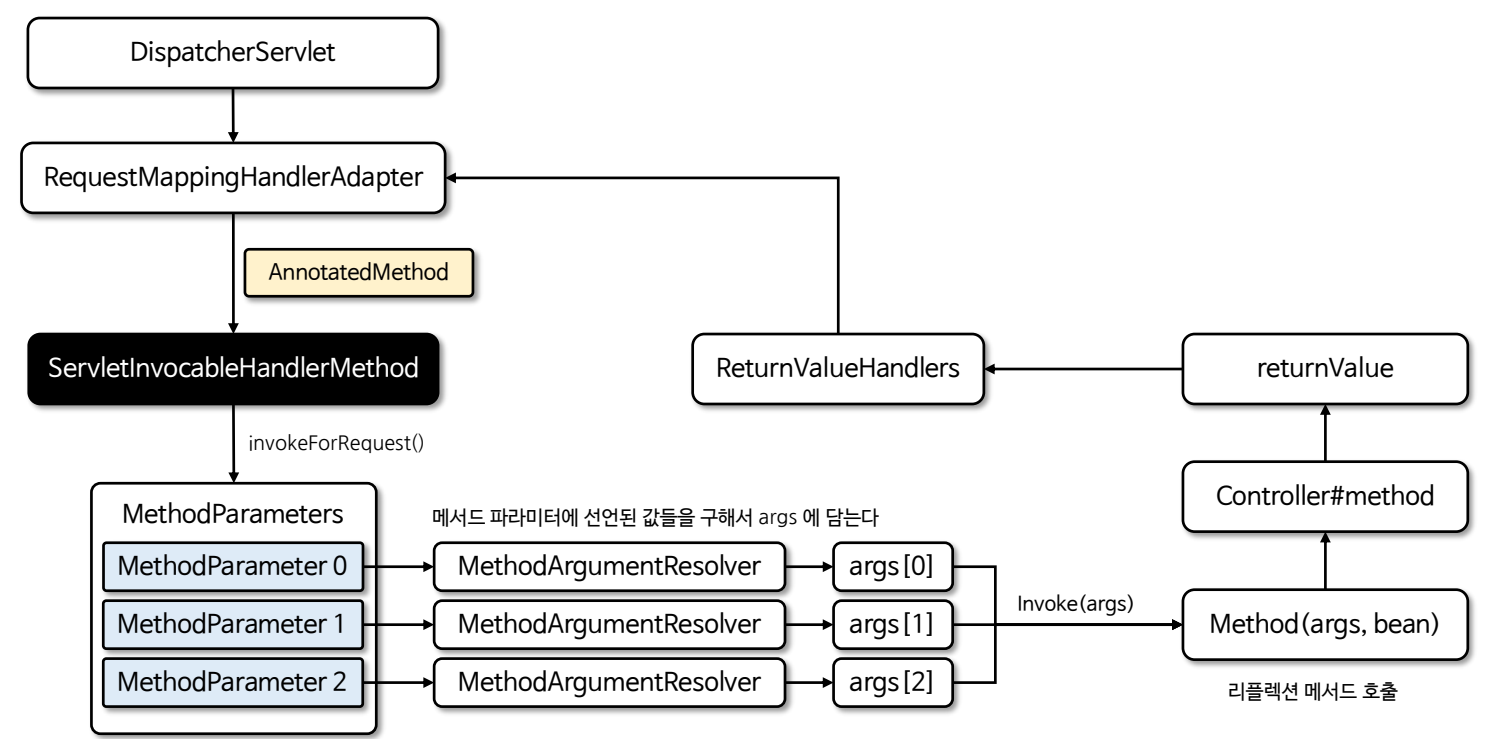 DispatcherServlet
RequestMappingHandlerAdapter
AnnotatedMethod
ServletInvocableHandlerMethod
ReturnValueHandlers
returnValue
invokeForRequest()
Controller#method
MethodParameters
메서드 파라미터에 선언된 값들을 구해서 args 에 담는다
MethodParameter 0
MethodArgumentResolver
args[0]
MethodParameter 1
MethodArgumentResolver
args[1]
Invoke(args)
Method(args, bean)
MethodParameter 2
MethodArgumentResolver
args[2]
리플렉션 메서드 호출